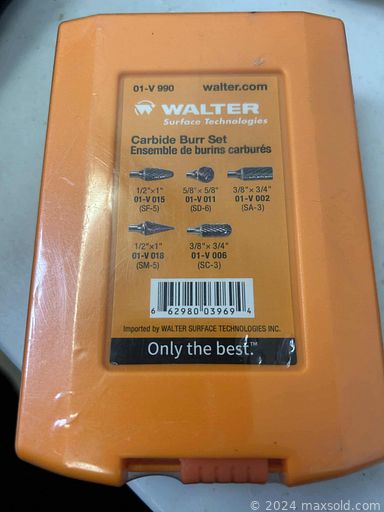 01-V 990 walter.com
WALTER
Surface Technologies
Carbide Burr Set
Ensemble de burins carburés
1/2"x1" 5/8" x 5/8" 3/8" x 3/4"
01-V 015 01-V 011 01-V 002
(SF-5) (SD-6) (SA-3)
1/2"x1" 3/8" x 3/4"
01-V 018 01-V 006
(SM-5) (SC-3)
6 62980 03969 4
Imported by WALTER SURFACE TECHNOLOGIES INC.
Only the best.™
© 2024 maxsold.com